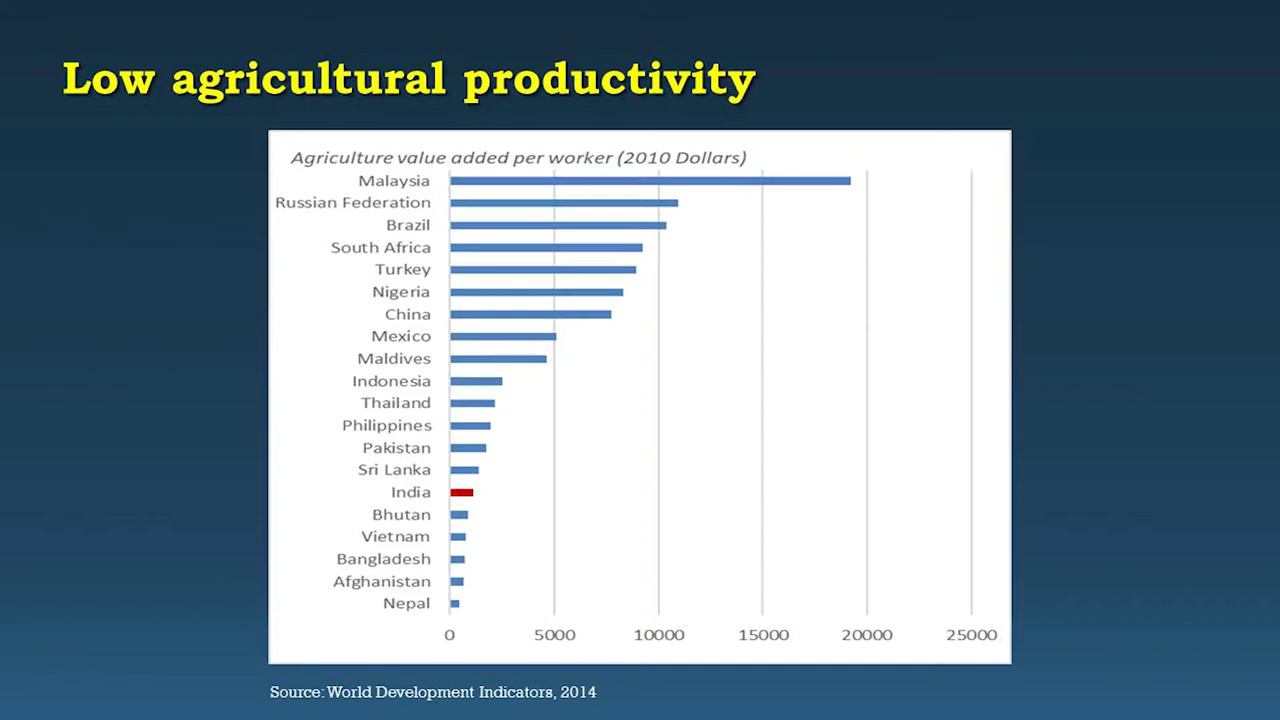 Low agricultural productivity
Agriculture value added per worker (2010 Dollars)
Malaysia
Russian Federation
Brazil
South Africa
Turkey
Nigeria
China
Mexico
Maldives
Indonesia
Thailand
Philippines
Pakistan
Sri Lanka
India
Bhutan
Vietnam
Bangladesh
Afghanistan
Nepal
0 5000 10000 15000 20000 25000
Source: World Development Indicators, 2014